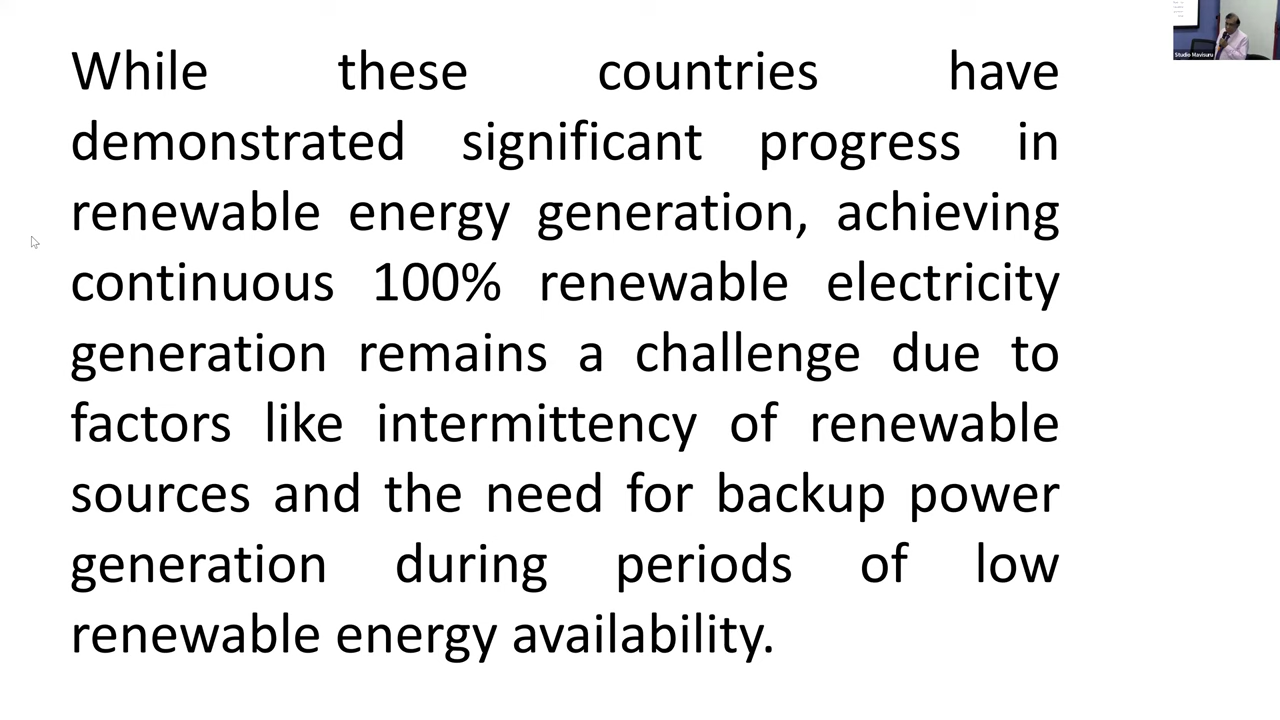 While these countries have
demonstrated significant progress in
renewable energy generation, achieving
continuous 100% renewable electricity
generation remains a challenge due to
factors like intermittency of renewable
sources and the need for backup power
generation during periods of low
renewable energy availability.
Studio Mavisuru